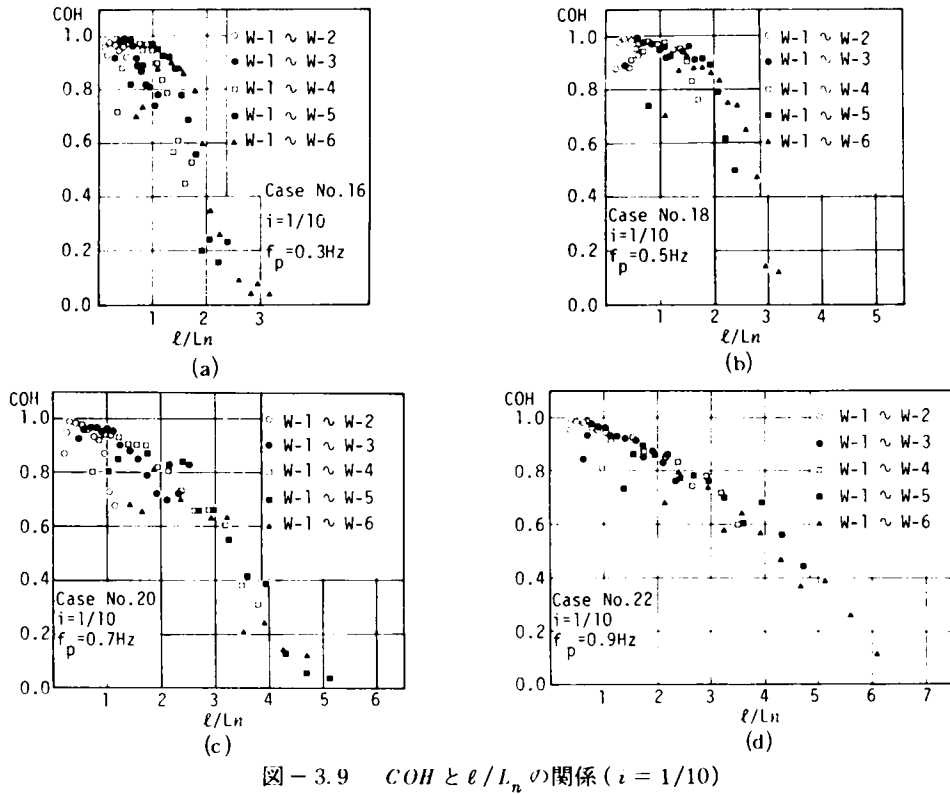 COH
1.0
0.8
0.6
0.4
0.2
0.0
○ W-1 ~ W-2
● W-1 ~ W-3
□ W-1 ~ W-4
■ W-1 ~ W-5
▲ W-1 ~ W-6
Case No.16
i=1/10
f_p=0.3Hz
1 2 3
ℓ/Ln
(a)
COH
1.0
0.8
0.6
0.4
0.2
0.0
○ W-1 ~ W-2
● W-1 ~ W-3
□ W-1 ~ W-4
■ W-1 ~ W-5
▲ W-1 ~ W-6
Case No.18
i=1/10
f_p=0.5Hz
1 2 3 4 5
ℓ/Ln
(b)
COH
1.0
0.8
0.6
0.4
0.2
0.0
○ W-1 ~ W-2
● W-1 ~ W-3
□ W-1 ~ W-4
■ W-1 ~ W-5
▲ W-1 ~ W-6
Case No.20
i=1/10
f_p=0.7Hz
1 2 3 4 5 6
ℓ/Ln
(c)
COH
1.0
0.8
0.6
0.4
0.2
0.0
○ W-1 ~ W-2
● W-1 ~ W-3
□ W-1 ~ W-4
■ W-1 ~ W-5
▲ W-1 ~ W-6
Case No.22
i=1/10
f_p=0.9Hz
1 2 3 4 5 6 7
ℓ/Ln
(d)
図－3.9 COH と ℓ/L_n の関係 (i = 1/10)